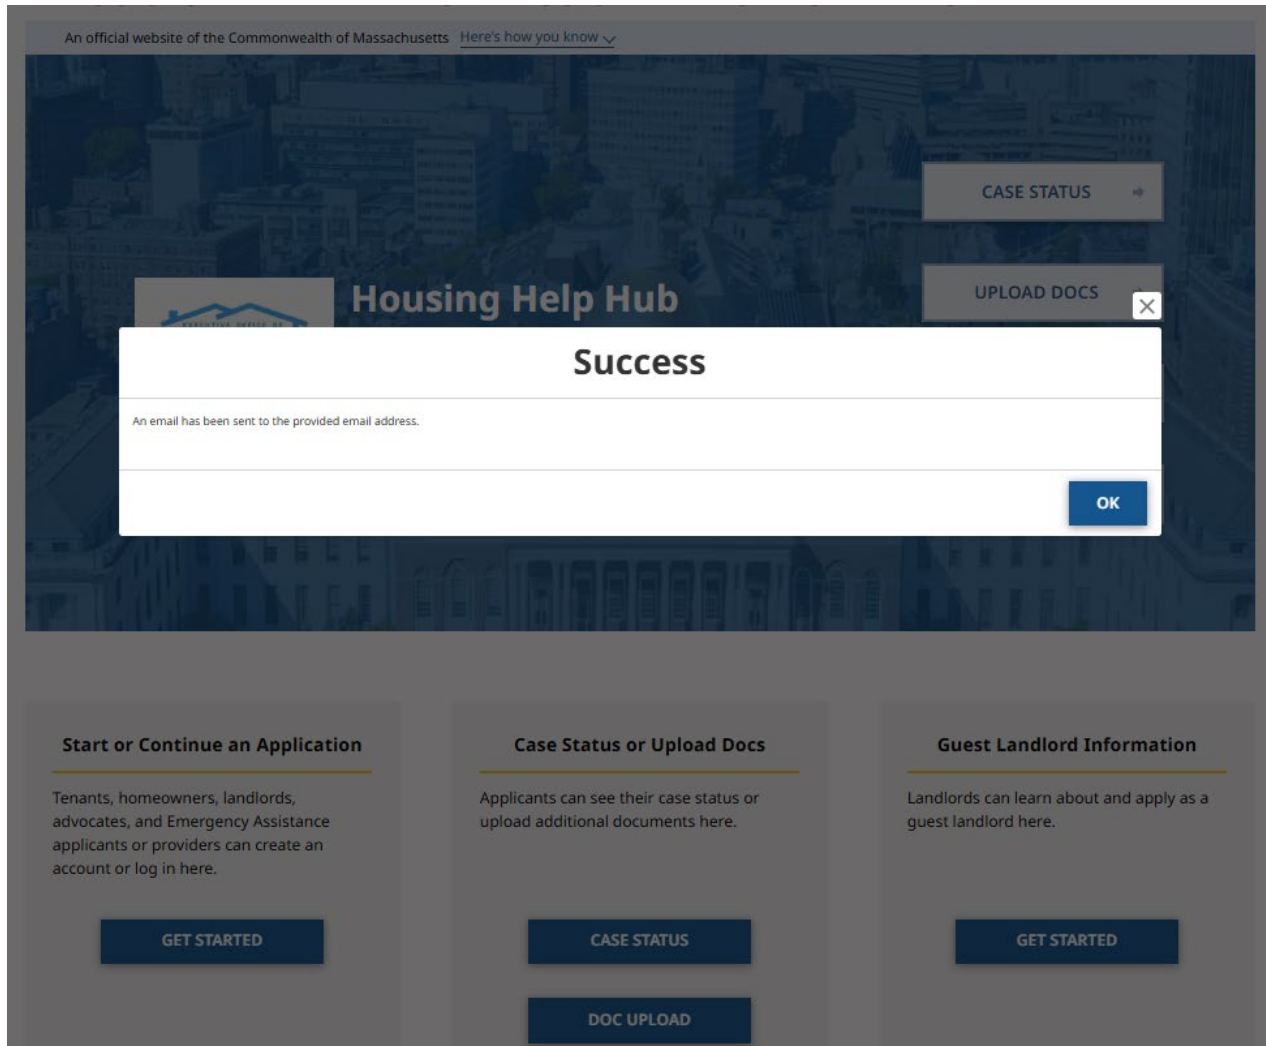 An official website of the Commonwealth of Massachusetts Here's how you know
CASE STATUS
Housing Help Hub
UPLOAD DOCS
EXECUTIVE OFFICE OF
Success
An email has been sent to the provided email address.
OK
Start or Continue an Application
Tenants, homeowners, landlords,
advocates, and Emergency Assistance
applicants or providers can create an
account or log in here.
GET STARTED
Case Status or Upload Docs
Applicants can see their case status or
upload additional documents here.
CASE STATUS
DOC UPLOAD
Guest Landlord Information
Landlords can learn about and apply as a
guest landlord here.
GET STARTED